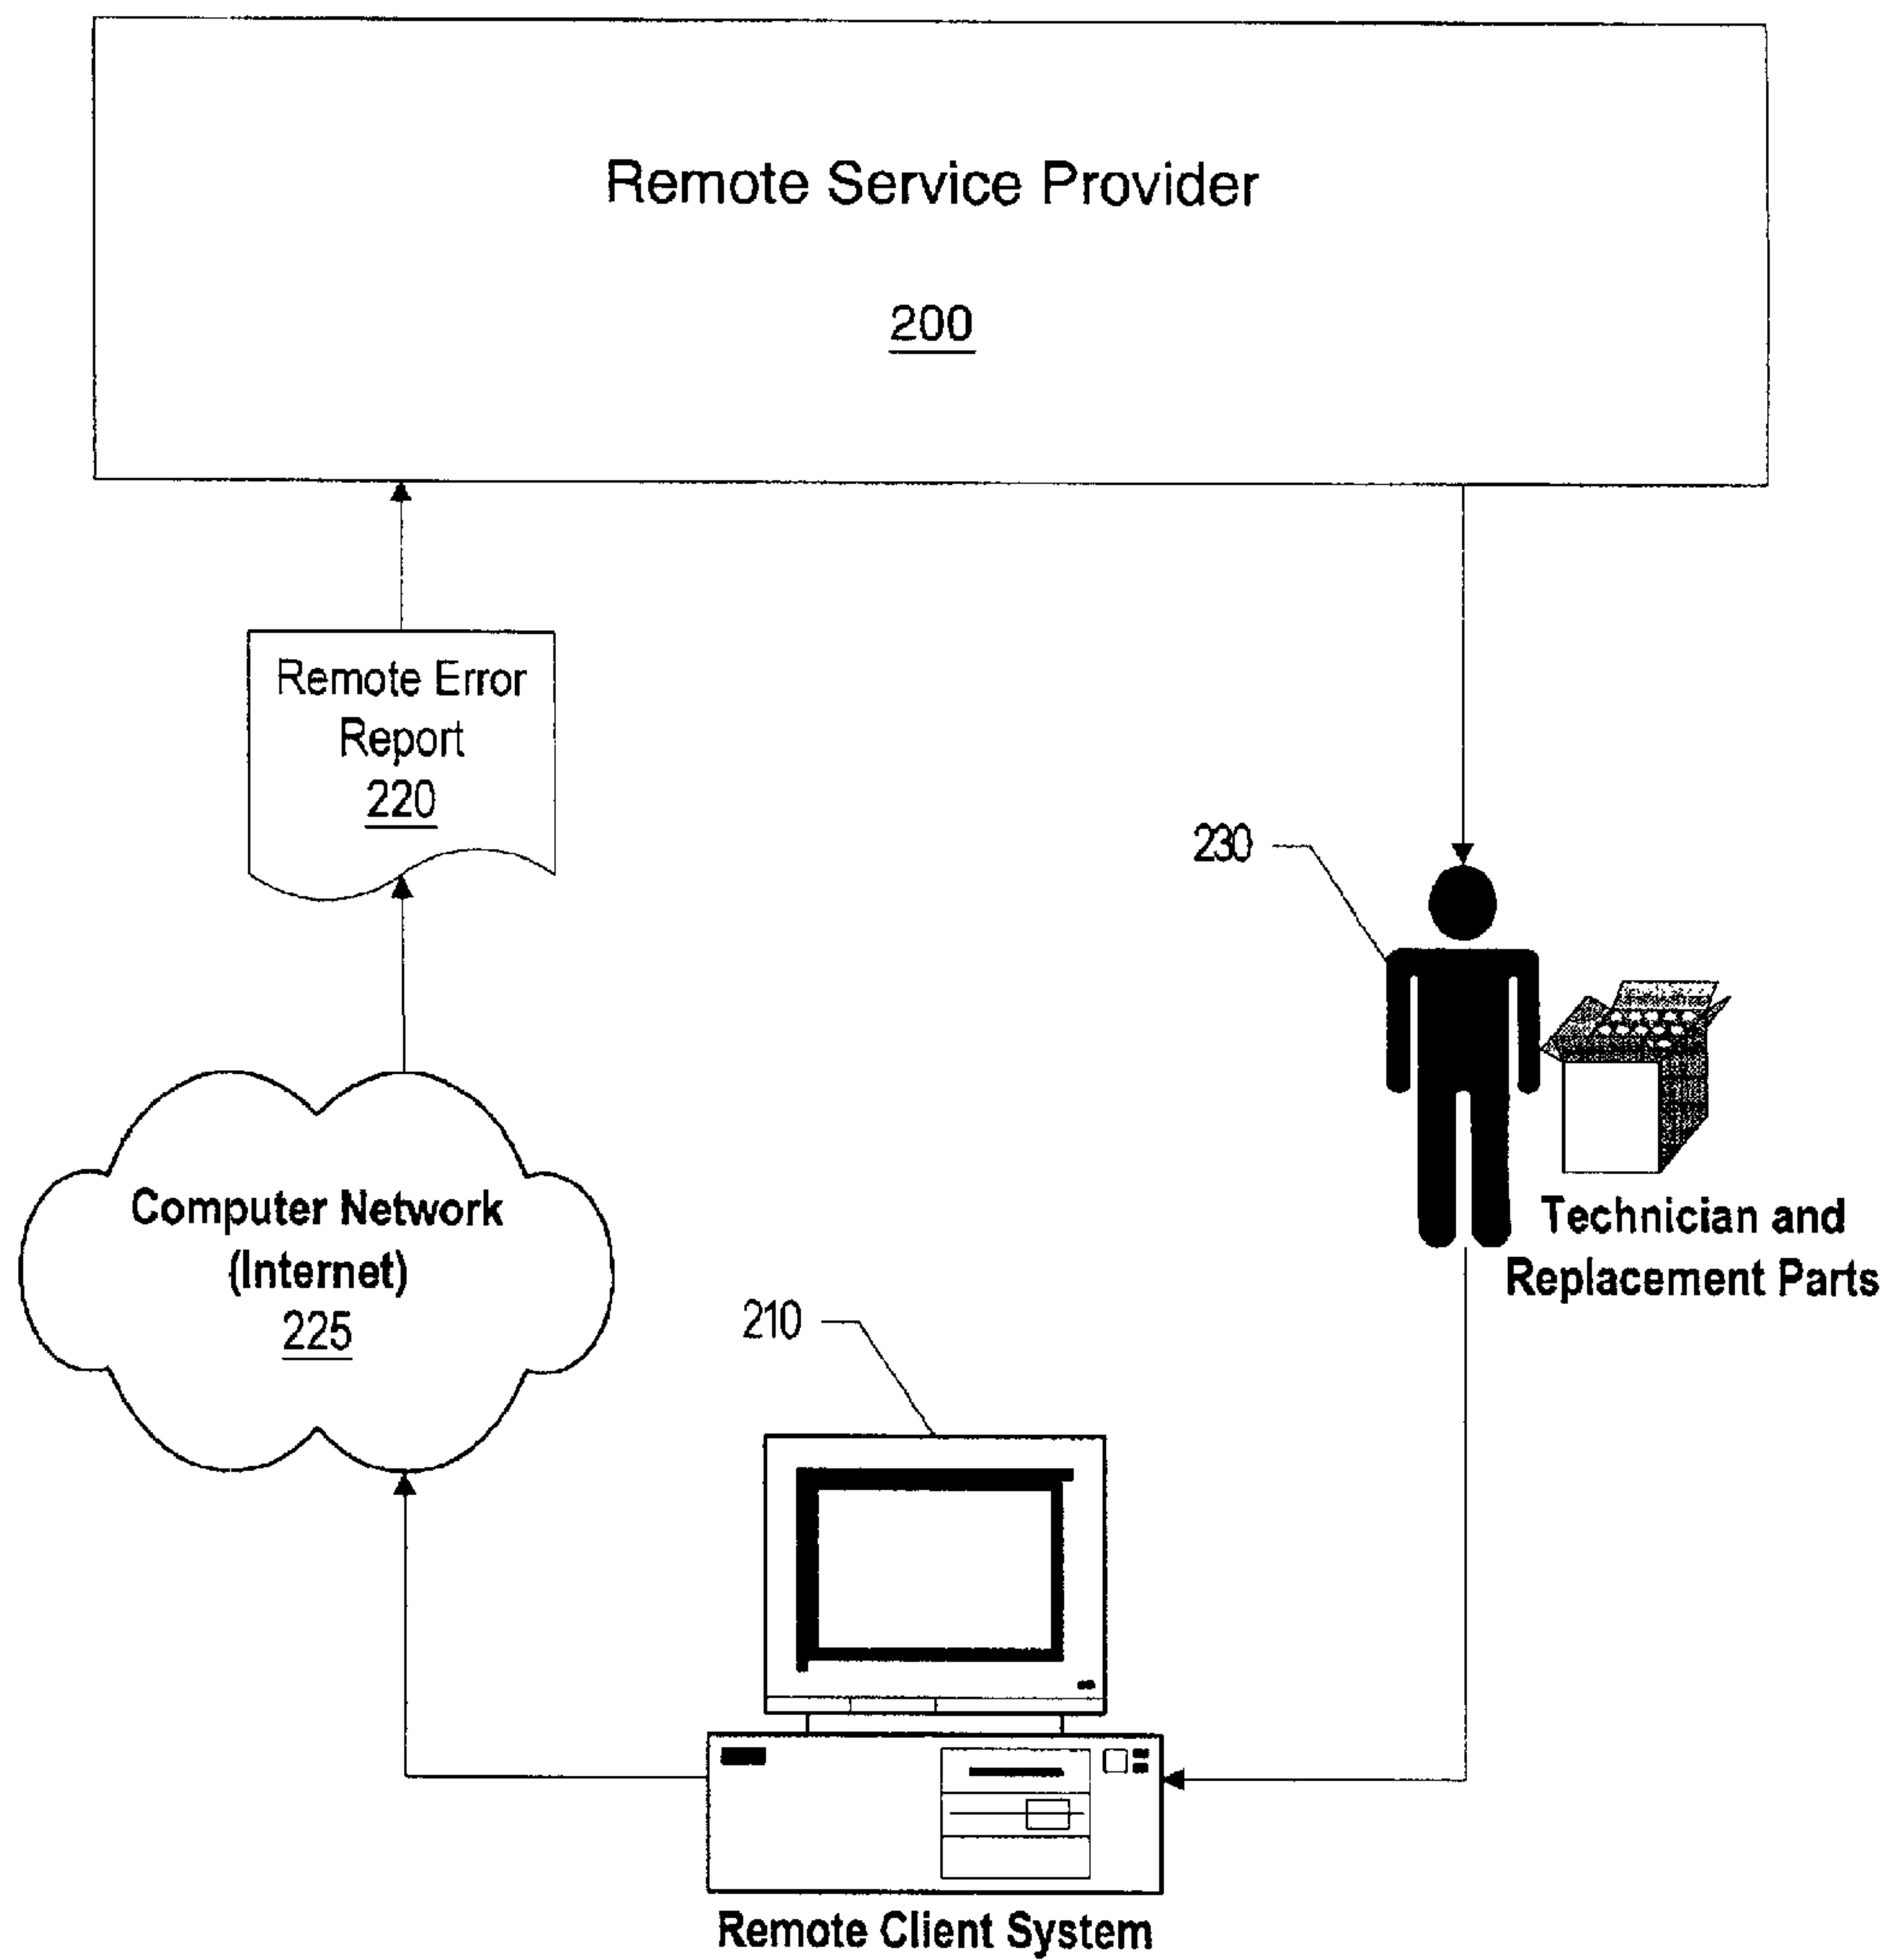 Remote Service Provider
200
Remote Error
Report
220
230
Computer Network
(Internet)
225
Technician and
Replacement Parts
210
Remote Client System